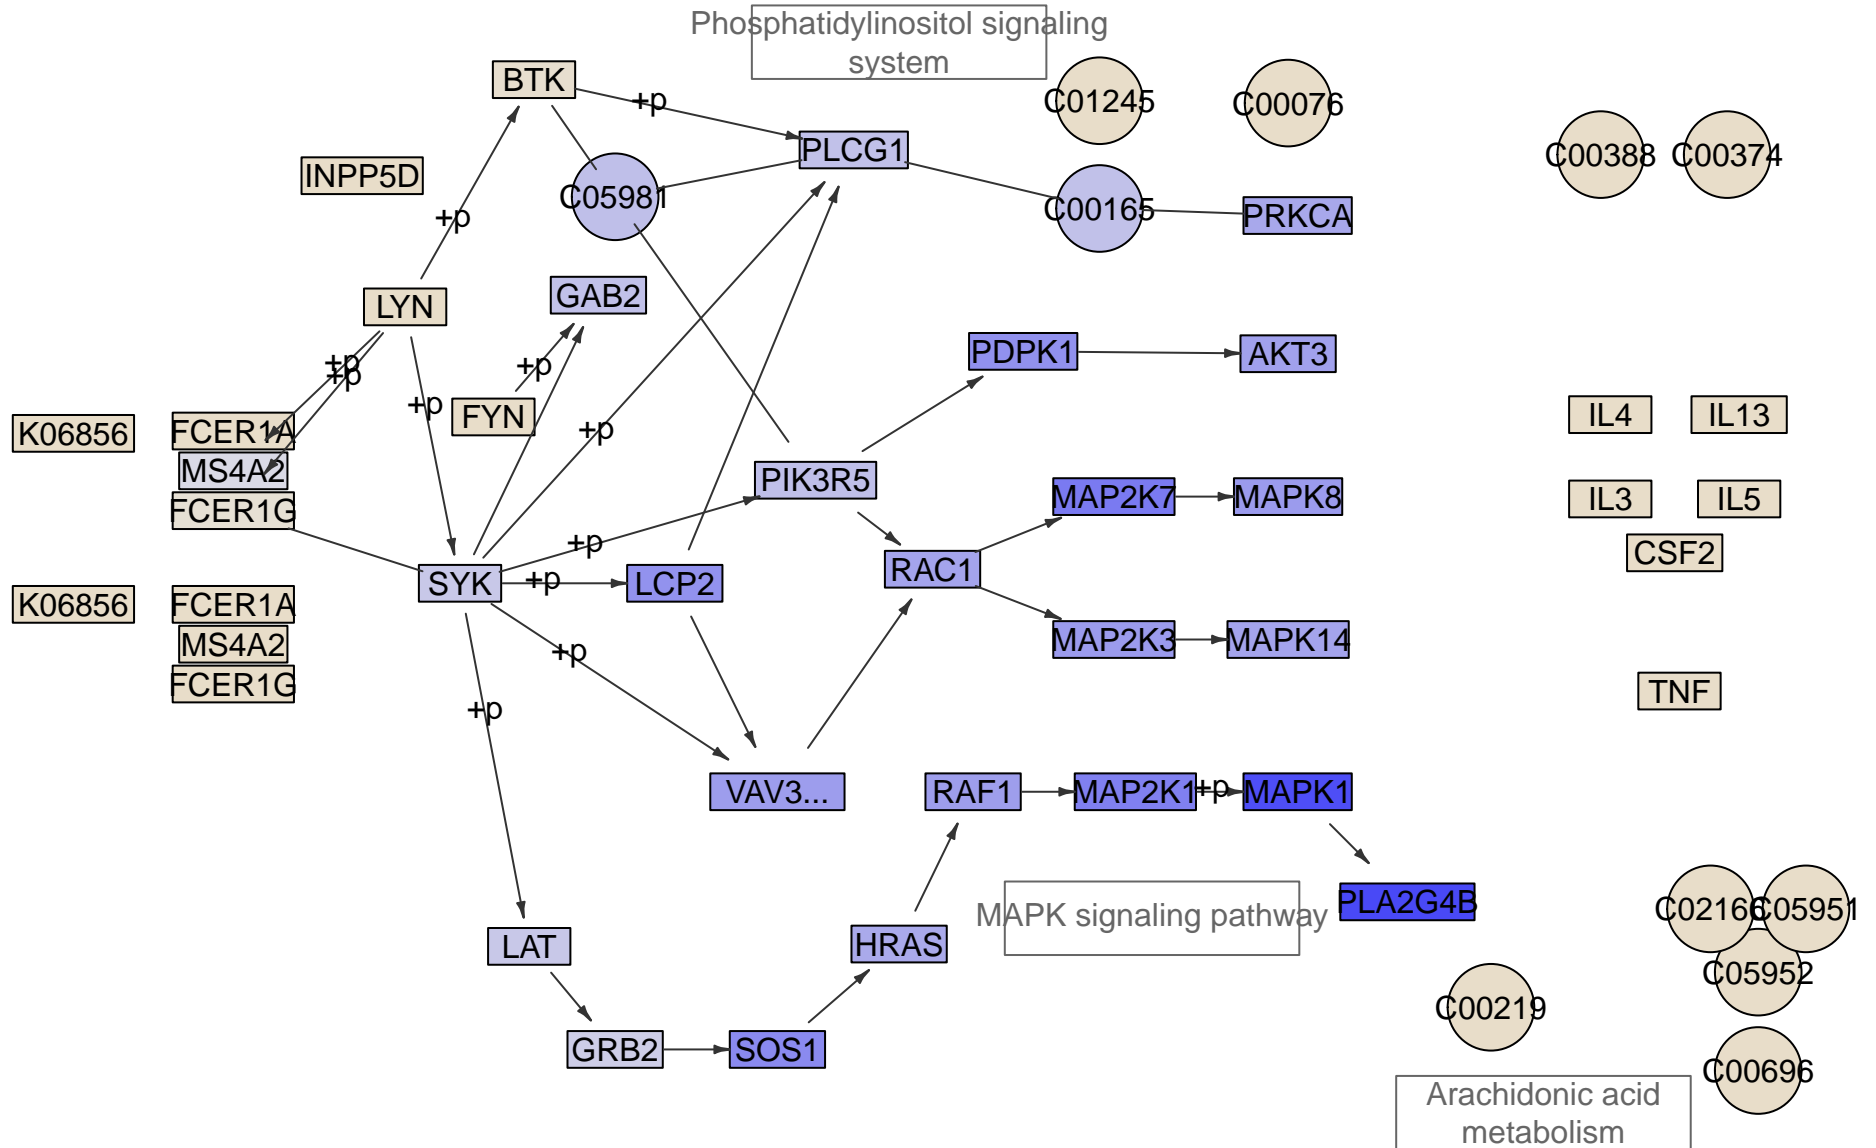 Phosphatidylinositol signaling
system
BTK
+p
C01245
C00076
PLCG1
C00388
C00374
INPP5D
C05981
C00165
PRKCA
+p
LYN
GAB2
+p
+p
+p
PDPK1
AKT3
+p
FYN
+p
K06856
FCER1A
MS4A2
FCER1G
PIK3R5
MAP2K7
MAPK8
IL4
IL13
IL3
IL5
CSF2
+p
SYK
+p
LCP2
RAC1
K06856
FCER1A
MS4A2
FCER1G
+p
MAP2K3
MAPK14
TNF
+p
VAV3...
RAF1
MAP2K1
+p
MAPK1
PLA2G4B
MAPK signaling pathway
C02166
C05951
C05952
LAT
HRAS
C00219
GRB2
SOS1
C00696
Arachidonic acid
metabolism